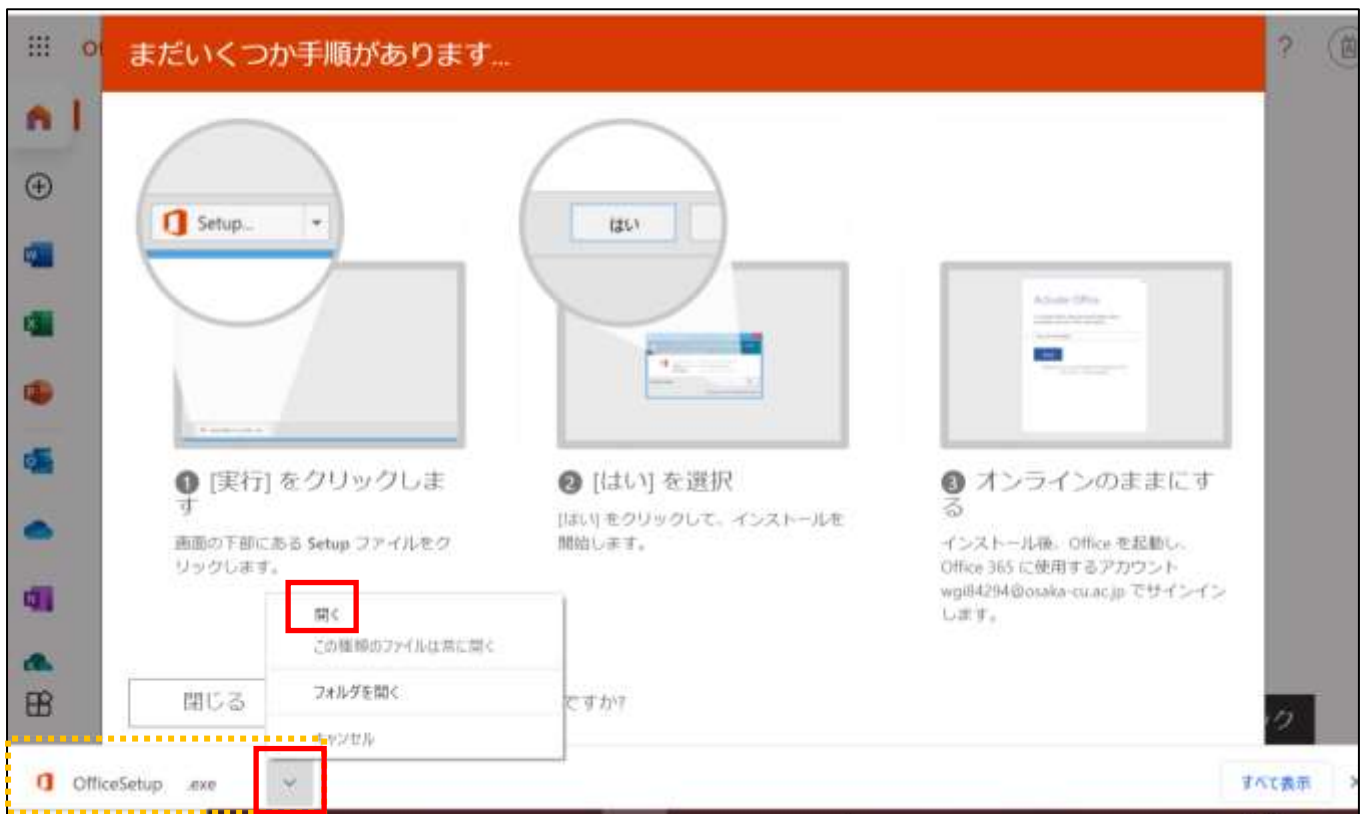 まだいくつか手順があります...
?
Setup...
はい
Activate Office
❶ [実行] をクリックしま
す
画面の下部にある Setup ファイルをク
リックします。
❷ [はい] を選択
[はい] をクリックして、インストールを
開始します。
❸ オンラインのままにす
る
インストール後、Office を起動し、
Office 365 に使用するアカウント
wgi84294@osaka-cu.ac.jp でサインイン
します。
開く
この種類のファイルは常に開く
フォルダを開く
キャンセル
閉じる
ですか?
ック
OfficeSetup .exe
すべて表示